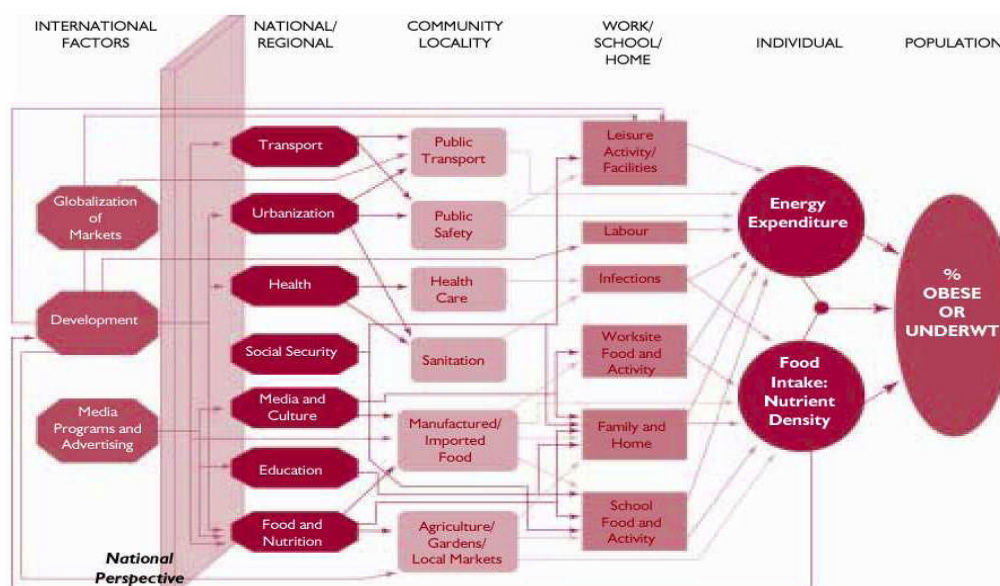 INTERNATIONAL
FACTORS
NATIONAL/
REGIONAL
COMMUNITY
LOCALITY
WORK/
SCHOOL/
HOME
INDIVIDUAL
POPULATION
Globalization
of
Markets
Development
Media
Programs and
Advertising
National
Perspective
Transport
Urbanization
Health
Social Security
Media and
Culture
Education
Food and
Nutrition
Public
Transport
Public
Safety
Health
Care
Sanitation
Manufactured/
Imported
Food
Agriculture/
Gardens/
Local Markets
Leisure
Activity/
Facilities
Labour
Infections
Worksite
Food and
Activity
Family and
Home
School
Food and
Activity
Energy
Expenditure
Food
Intake:
Nutrient
Density
%
OBESE
OR
UNDERWT